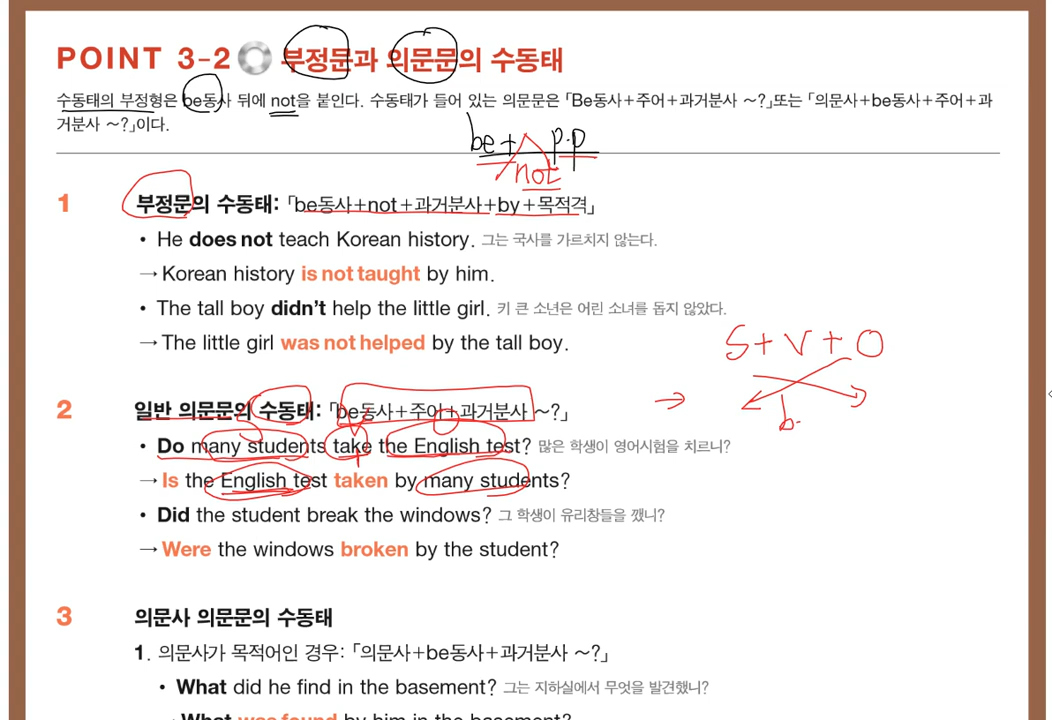 POINT 3-2 부정문과 의문문의 수동태
수동태의 부정형은 be동사 뒤에 not을 붙인다. 수동태가 들어 있는 의문문은 「Be동사+주어+과거분사 ~?」또는 「의문사+be동사+주어+과
거분사 ~?」이다.
be + p.p
not
1 부정문의 수동태: 「be동사+not+과거분사+by+목적격」
• He does not teach Korean history. 그는 국사를 가르치지 않는다.
→ Korean history is not taught by him.
• The tall boy didn't help the little girl. 키 큰 소년은 어린 소녀를 돕지 않았다.
→ The little girl was not helped by the tall boy.
S + V + O
→
b.
2 일반 의문문의 수동태: 「be동사+주어+과거분사 ~?」
• Do many students take the English test? 많은 학생이 영어시험을 치르니?
→ Is the English test taken by many students?
• Did the student break the windows? 그 학생이 유리창들을 깼니?
→ Were the windows broken by the student?
3 의문사 의문문의 수동태
1. 의문사가 목적어인 경우: 「의문사+be동사+과거분사 ~?」
• What did he find in the basement? 그는 지하실에서 무엇을 발견했니?
→ What was found by him in the basement?